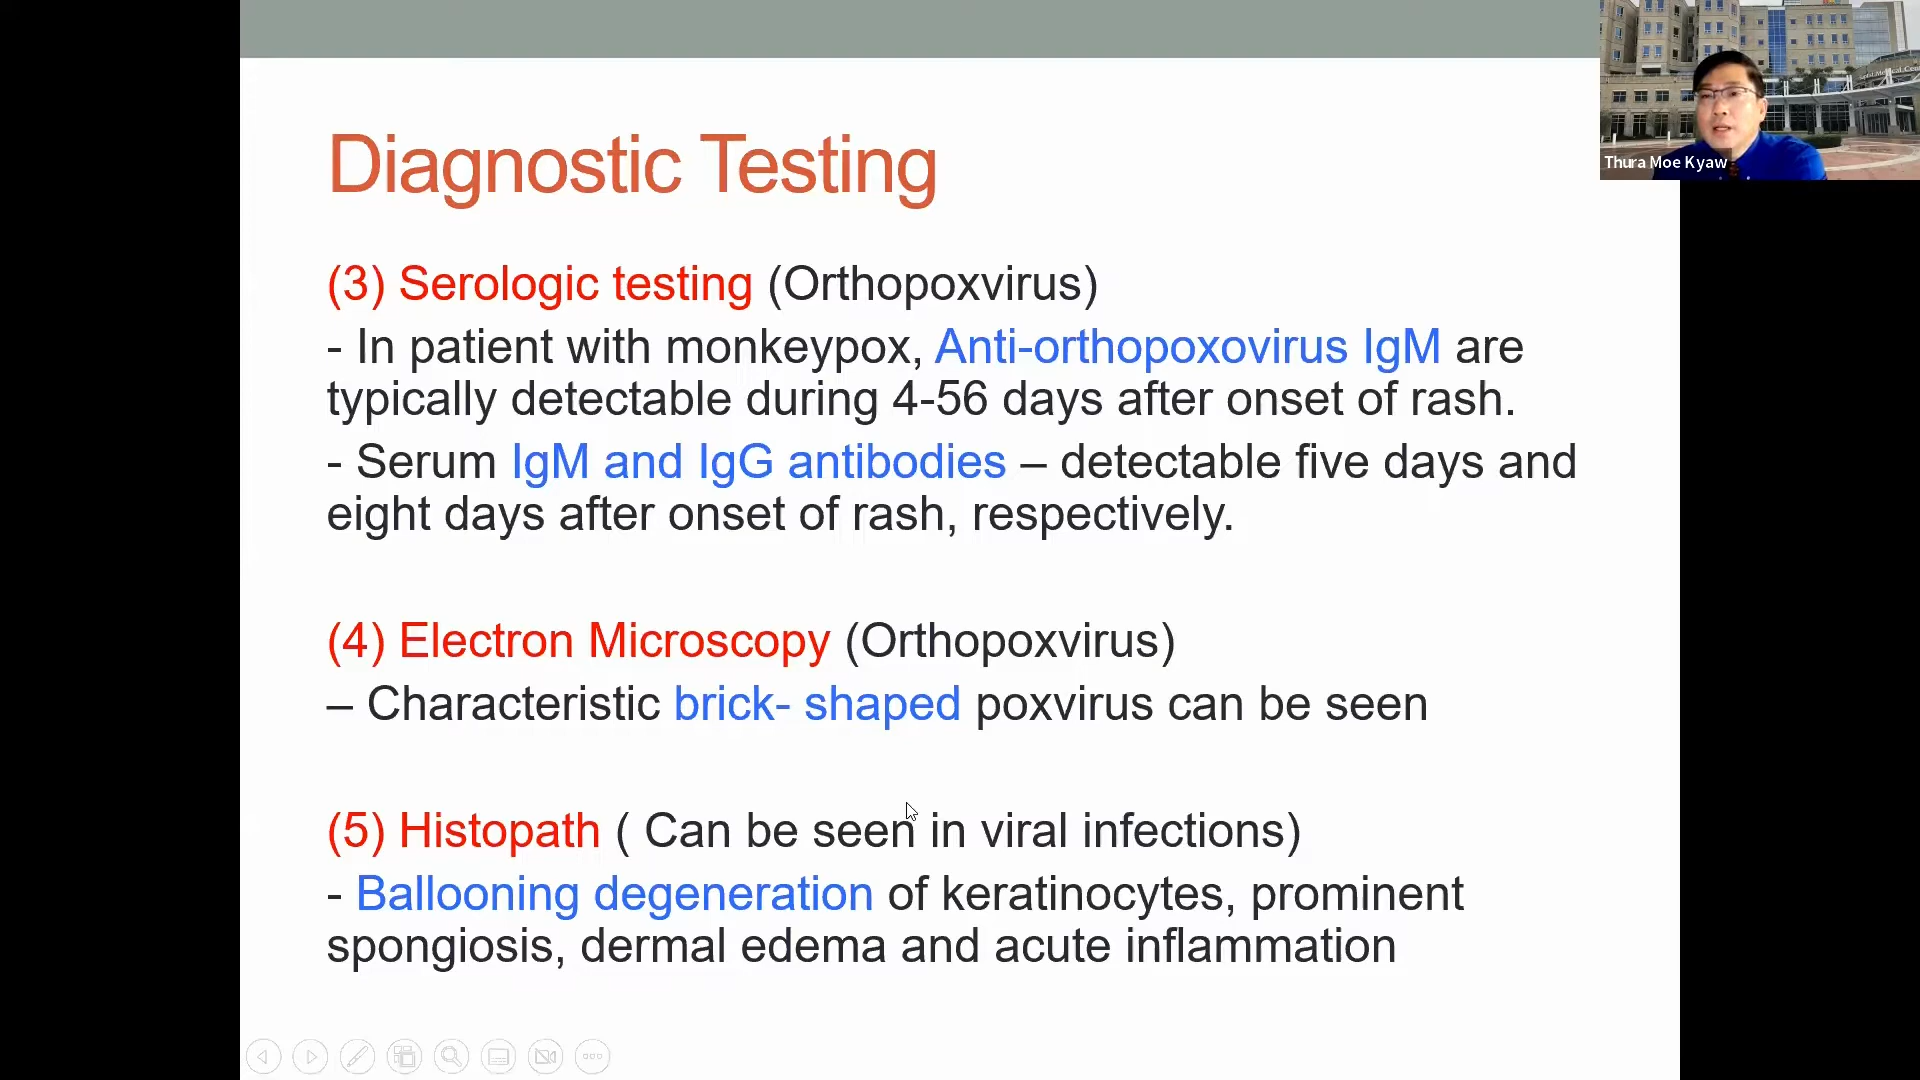 Diagnostic Testing
(3) Serologic testing (Orthopoxvirus)
- In patient with monkeypox, Anti-orthopoxovirus IgM are
typically detectable during 4-56 days after onset of rash.
- Serum IgM and IgG antibodies – detectable five days and
eight days after onset of rash, respectively.
(4) Electron Microscopy (Orthopoxvirus)
– Characteristic brick- shaped poxvirus can be seen
(5) Histopath ( Can be seen in viral infections)
- Ballooning degeneration of keratinocytes, prominent
spongiosis, dermal edema and acute inflammation
Thura Moe Kyaw